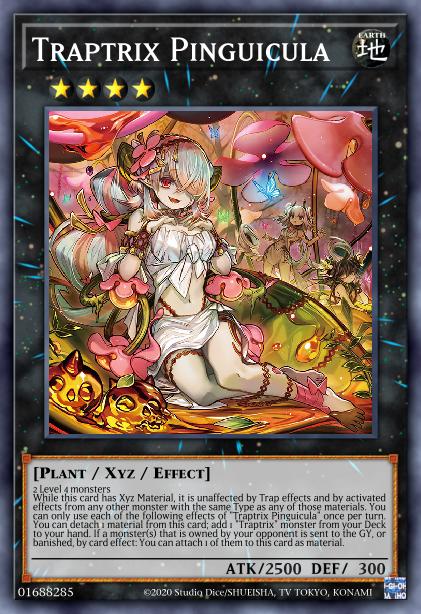 Traptrix Pinguicula
EARTH
地
[Plant / Xyz / Effect]
2 Level 4 monsters
While this card has Xyz Material, it is unaffected by Trap effects and by activated
effects from any other monster with the same Type as any of those materials. You
can only use each of the following effects of "Traptrix Pinguicula" once per turn.
You can detach 1 material from this card; add 1 "Traptrix" monster from your Deck
to your hand. If a monster(s) that is owned by your opponent is sent to the GY, or
banished, by card effect: You can attach 1 of them to this card as material.
ATK/2500 DEF/ 300
01688285
©2020 Studio Dice/SHUEISHA, TV TOKYO, KONAMI